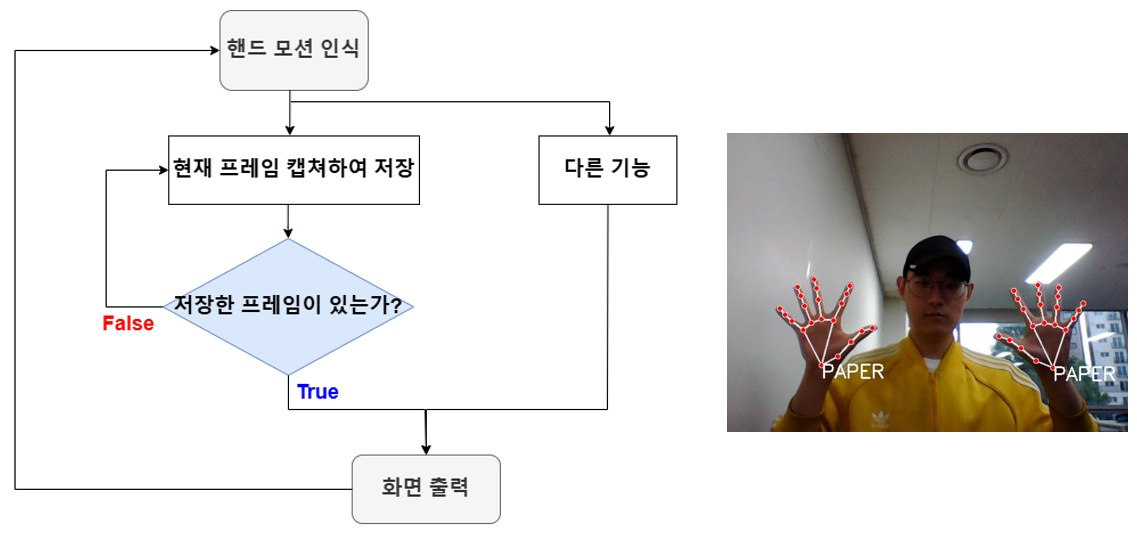 핸드 모션 인식
현재 프레임 캡쳐하여 저장
다른 기능
저장한 프레임이 있는가?
False
True
화면 출력
PAPER
PAPER